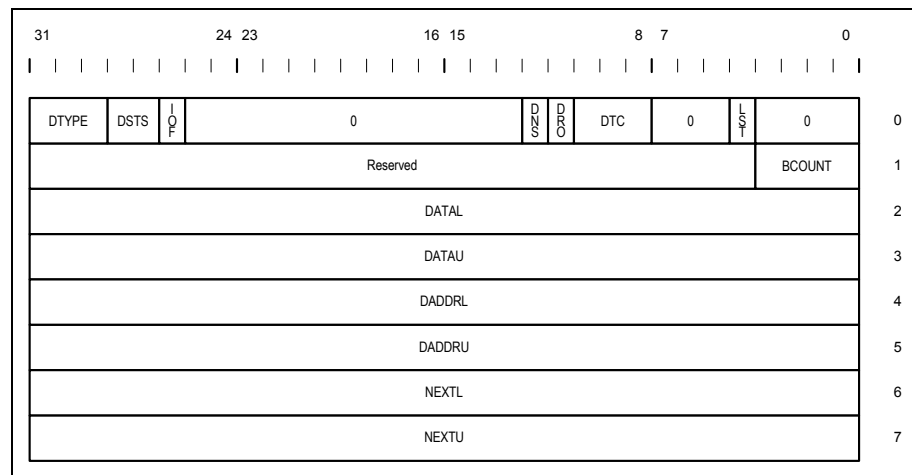 31 24 23 16 15 8 7 0
DTYPE DSTS IOF 0 DNS DRO DTC 0 LST 0 0
Reserved BCOUNT 1
DATAL 2
DATAU 3
DADDRL 4
DADDRU 5
NEXTL 6
NEXTU 7